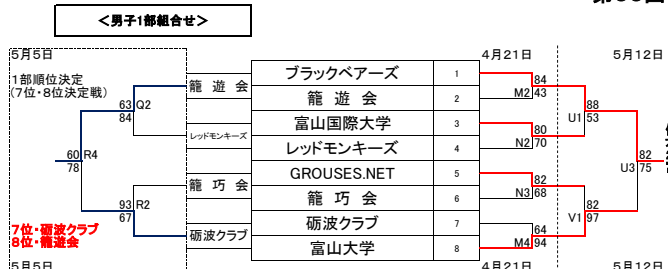 第
回
＜男子1部組合せ＞
5月5日
4月21日
5月12日
1部順位決定
(7位・8位決定戦)
ブラックベアーズ 1
籠遊会 2
富山国際大学 3
レッドモンキーズ 4
GROUSES.NET 5
籠巧会 6
砺波クラブ 7
富山大学 8
籠遊会
レッドモンキーズ
籠巧会
砺波クラブ
63 Q2
84
60 R4
78
93 R2
67
84
M2 43
80
N2 70
82
N3 68
64
M4 94
88
U1 53
82
V1 97
82
U3 75
7位・砺波クラブ
8位・籠遊会
5月5日
4月21日
5月12日